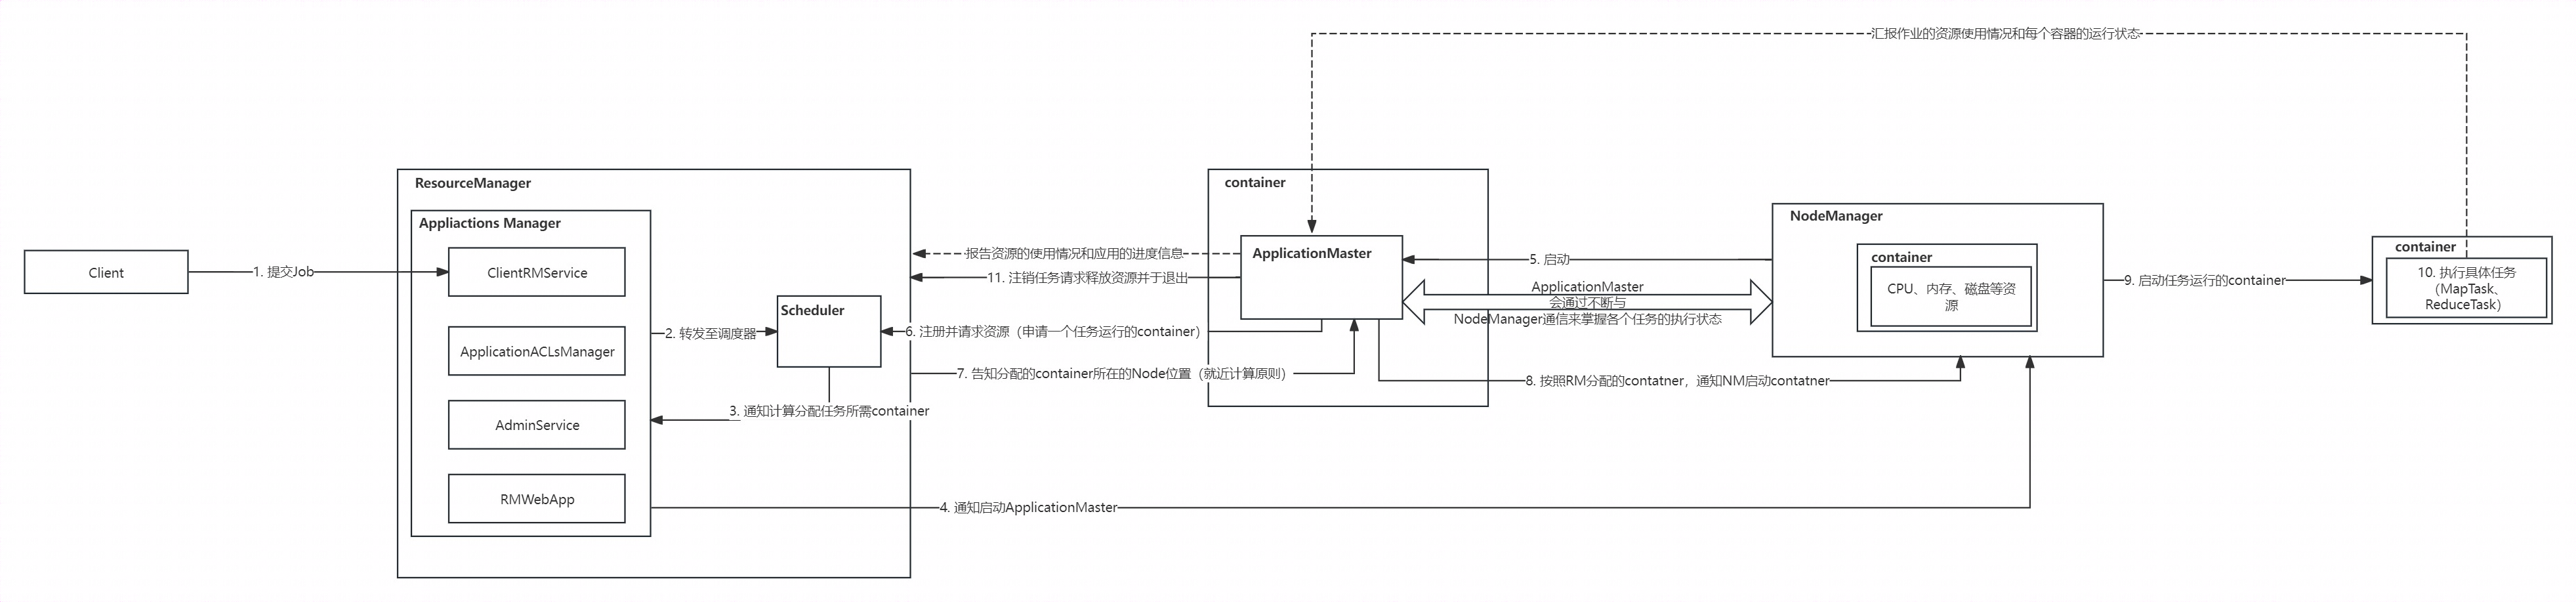 汇报作业的资源使用情况和每个容器的运行状态
ResourceManager
Appliactions Manager
ClientRMService
ApplicationACLsManager
AdminService
RMWebApp
Client
1. 提交Job
Scheduler
2. 转发至调度器
3. 通知计算分配任务所需container
4. 通知启动ApplicationMaster
报告资源的使用情况和应用的进度信息
11. 注销任务请求释放资源并于退出
6. 注册并请求资源（申请一个任务运行的container）
7. 告知分配的container所在的Node位置（就近计算原则）
container
ApplicationMaster
5. 启动
ApplicationMaster
会通过不断与
NodeManager通信来掌握各个任务的执行状态
8. 按照RM分配的contatner，通知NM启动contatner
NodeManager
container
CPU、内存、磁盘等资
源
9. 启动任务运行的container
container
10. 执行具体任务
（MapTask、
ReduceTask）